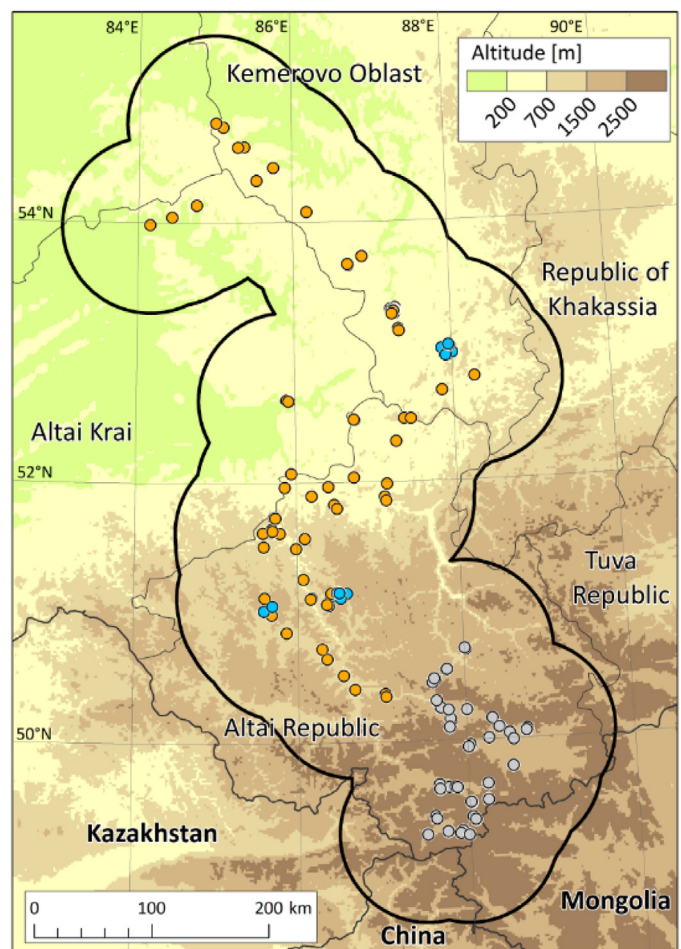 84°E
86°E
88°E
90°E
Altitude [m]
200
700
1500
2500
Kemerovo Oblast
54°N
Republic of
Khakassia
Altai Krai
52°N
Tuva
Republic
50°N
Altai Republic
Kazakhstan
Mongolia
China
0
100
200 km